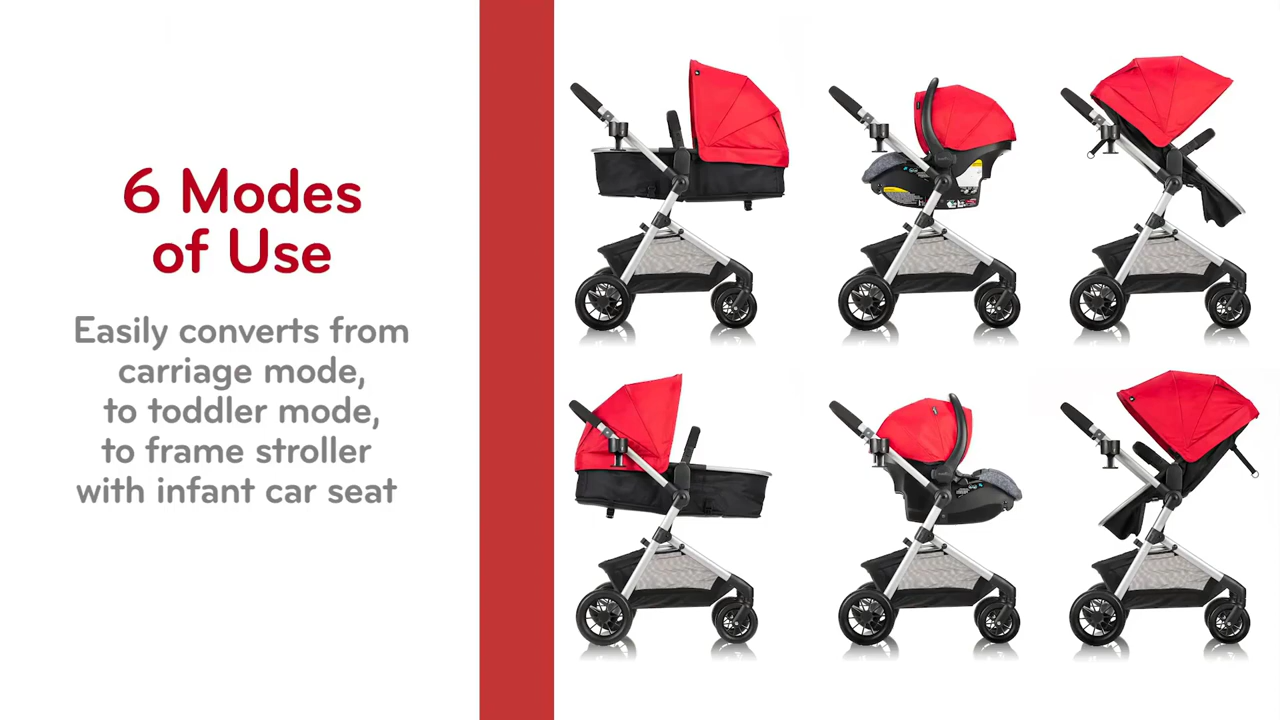 6 Modes
of Use
Easily converts from
carriage mode,
to toddler mode,
to frame stroller
with infant car seat